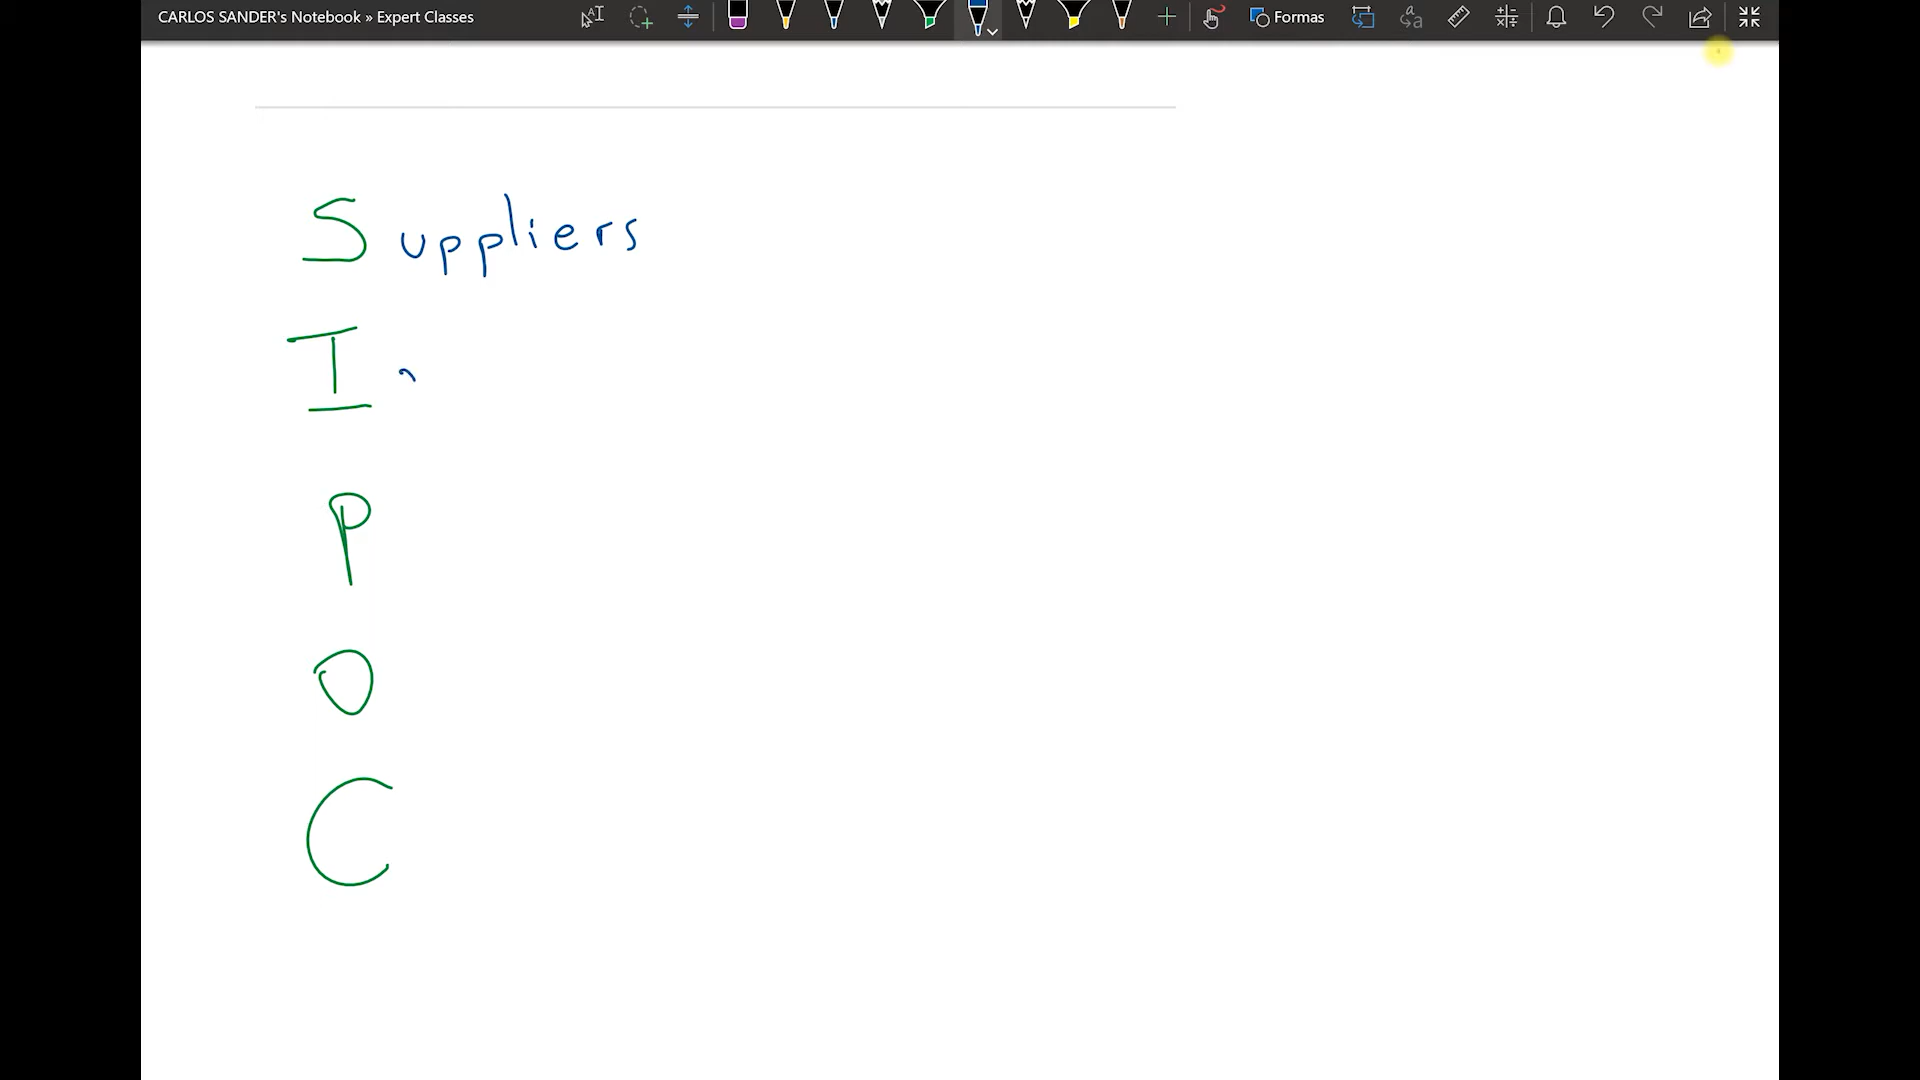 CARLOS SANDER's Notebook » Expert Classes
Formas
Suppliers
I
P
O
C